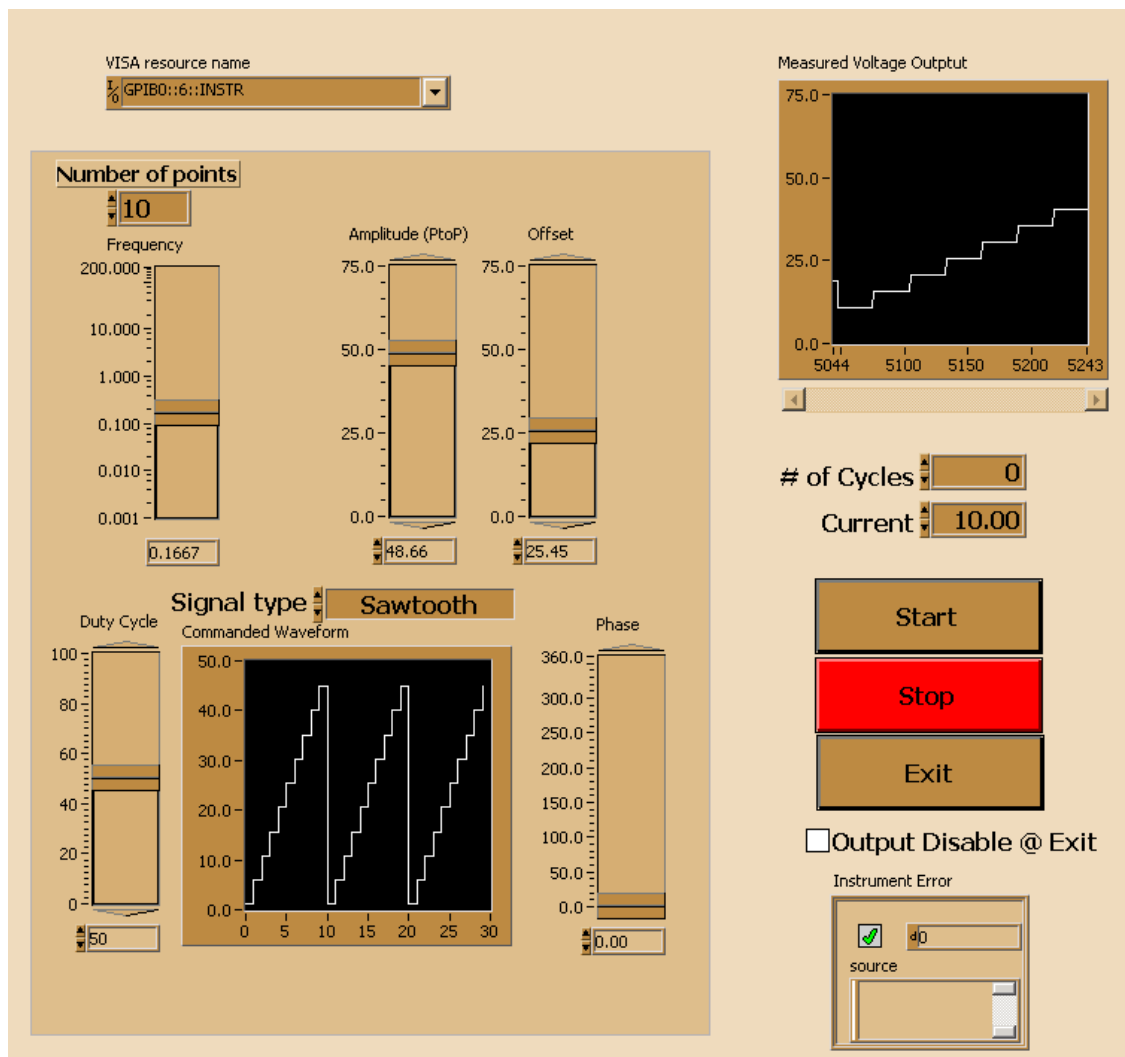 VISA resource name
GPIB0::6::INSTR
Measured Voltage Outptut
75.0
50.0
25.0
0.0
5044 5100 5150 5200 5243
Number of points
10
Frequency
200.000
10.000
1.000
0.100
0.010
0.001
0.1667
Amplitude (PtoP)
75.0
50.0
25.0
0.0
48.66
Offset
75.0
50.0
25.0
0.0
25.45
# of Cycles 0
Current 10.00
Signal type Sawtooth
Duty Cycle
100
80
60
40
20
0
50
Commanded Waveform
50.0
40.0
30.0
20.0
10.0
0.0
0 5 10 15 20 25 30
Phase
360.0
300.0
250.0
200.0
150.0
100.0
50.0
0.0
0.00
Start
Stop
Exit
Output Disable @ Exit
Instrument Error
d0
source